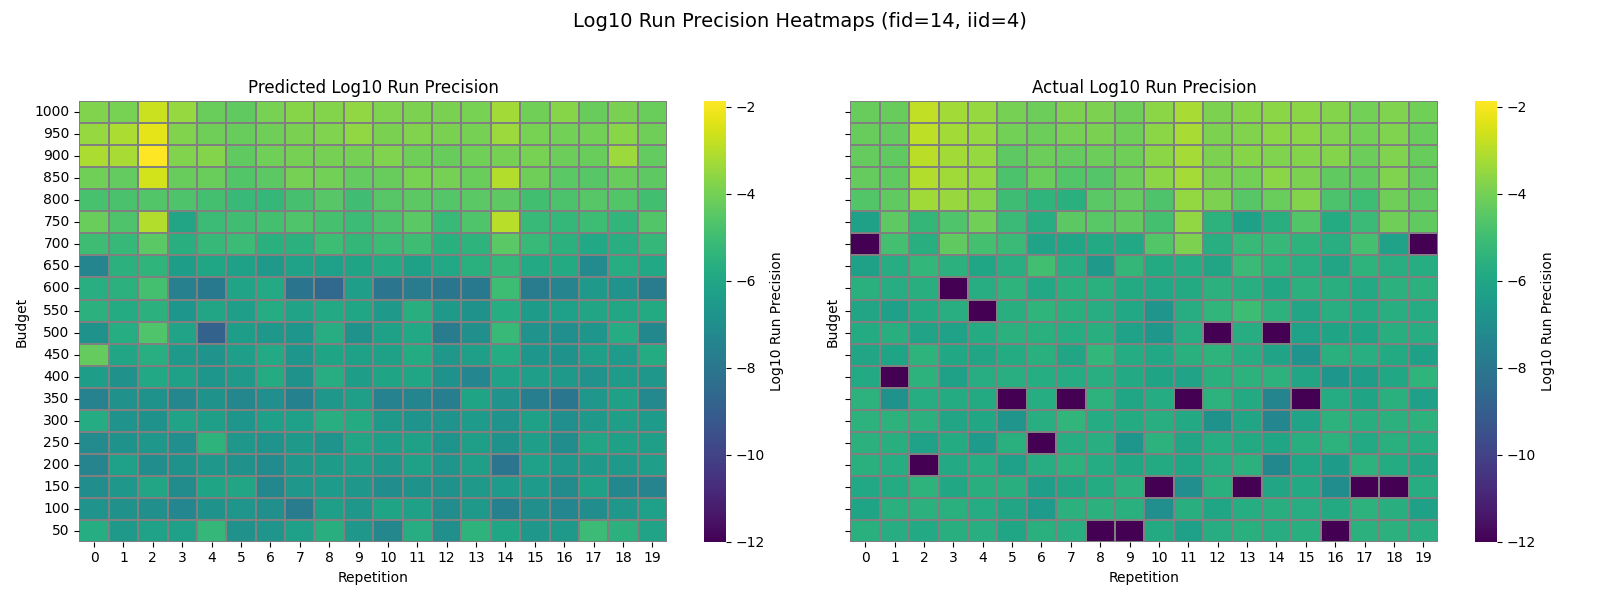 Log10 Run Precision Heatmaps (fid=14, iid=4)
Predicted Log10 Run Precision
Budget
1000
950
900
850
800
750
700
650
600
550
500
450
400
350
300
250
200
150
100
50
0 1 2 3 4 5 6 7 8 9 10 11 12 13 14 15 16 17 18 19
Repetition
−2
−4
−6
−8
−10
−12
Log10 Run Precision
Actual Log10 Run Precision
Budget
0 1 2 3 4 5 6 7 8 9 10 11 12 13 14 15 16 17 18 19
Repetition
−2
−4
−6
−8
−10
−12
Log10 Run Precision